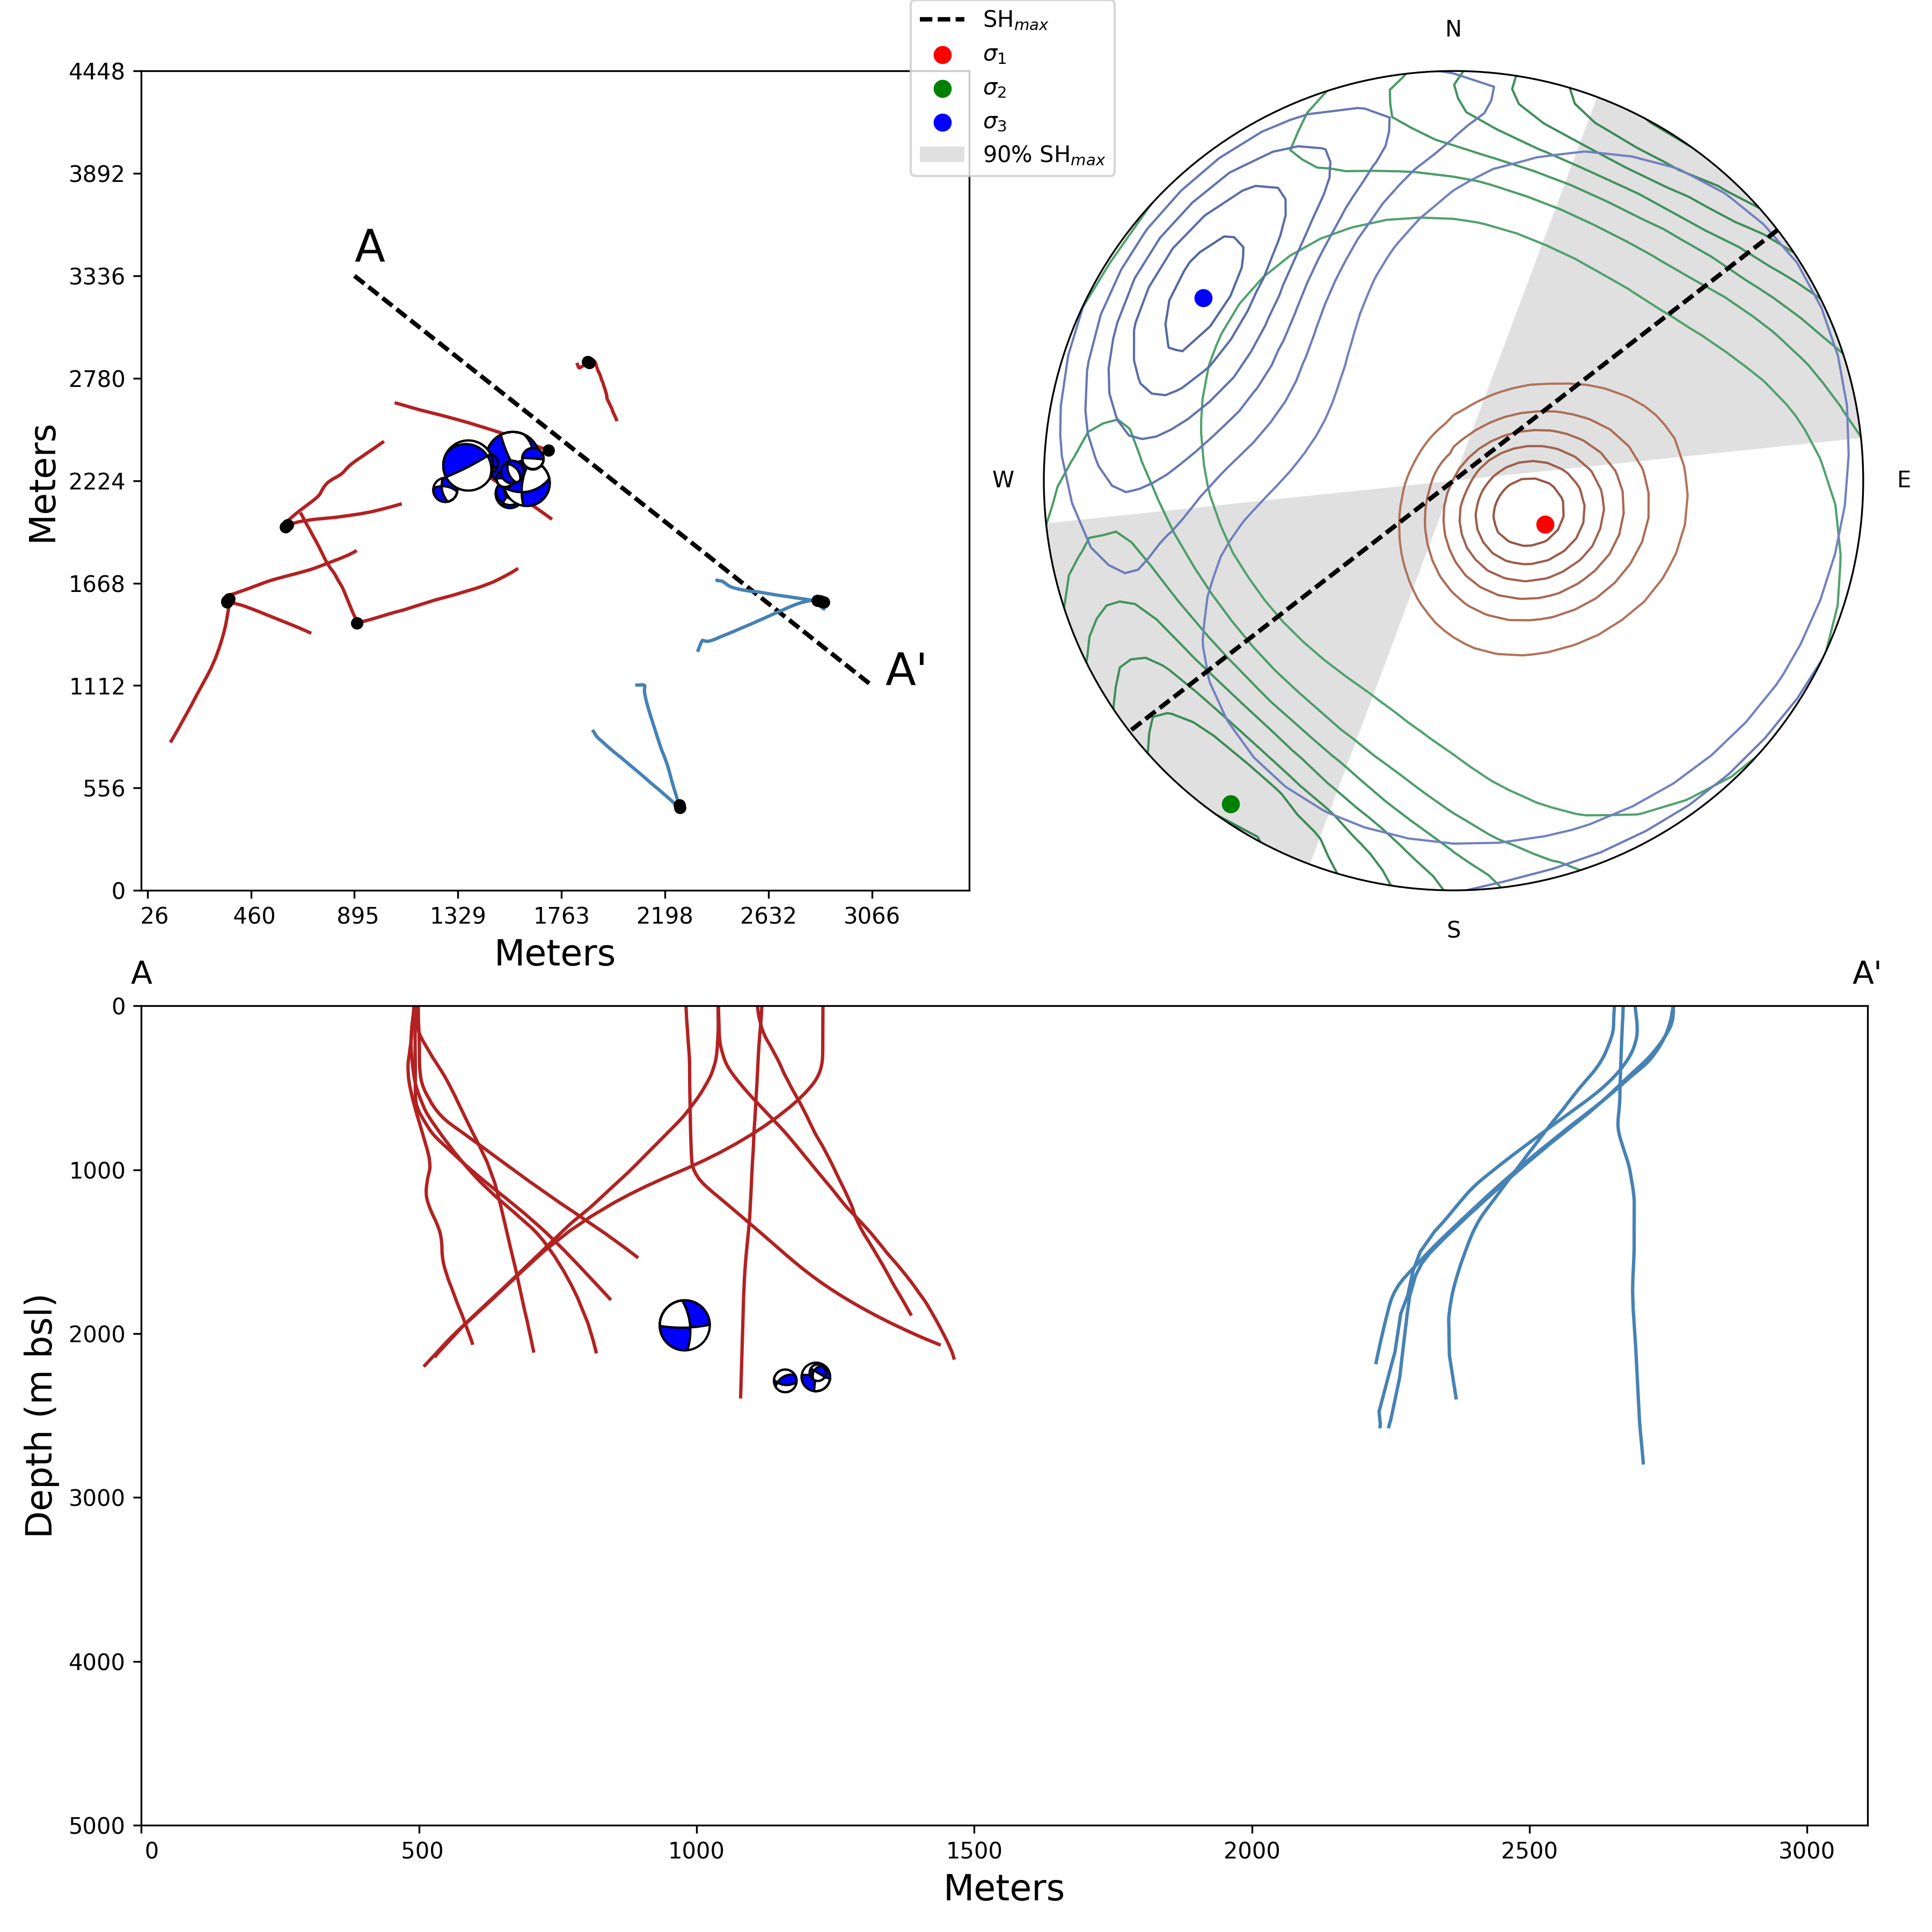 SHmax
σ1
σ2
σ3
90% SHmax
N
W
E
S
4448
3892
3336
2780
2224
1668
1112
556
0
Meters
A
A'
26 460 895 1329 1763 2198 2632 3066
Meters
A A'
0
1000
2000
3000
4000
5000
Depth (m bsl)
0 500 1000 1500 2000 2500 3000
Meters